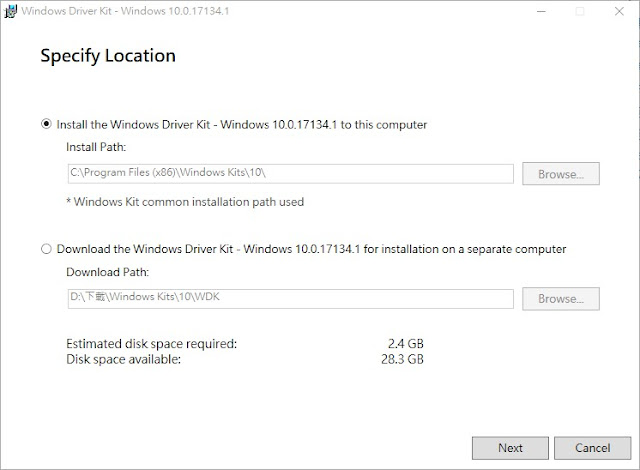 Windows Driver Kit - Windows 10.0.17134.1
Specify Location
Install the Windows Driver Kit - Windows 10.0.17134.1 to this computer
Install Path:
C:\Program Files (x86)\Windows Kits\10\
Browse...
* Windows Kit common installation path used
Download the Windows Driver Kit - Windows 10.0.17134.1 for installation on a separate computer
Download Path:
D:\下載\Windows Kits\10\WDK
Browse...
Estimated disk space required: 2.4 GB
Disk space available: 28.3 GB
Next Cancel